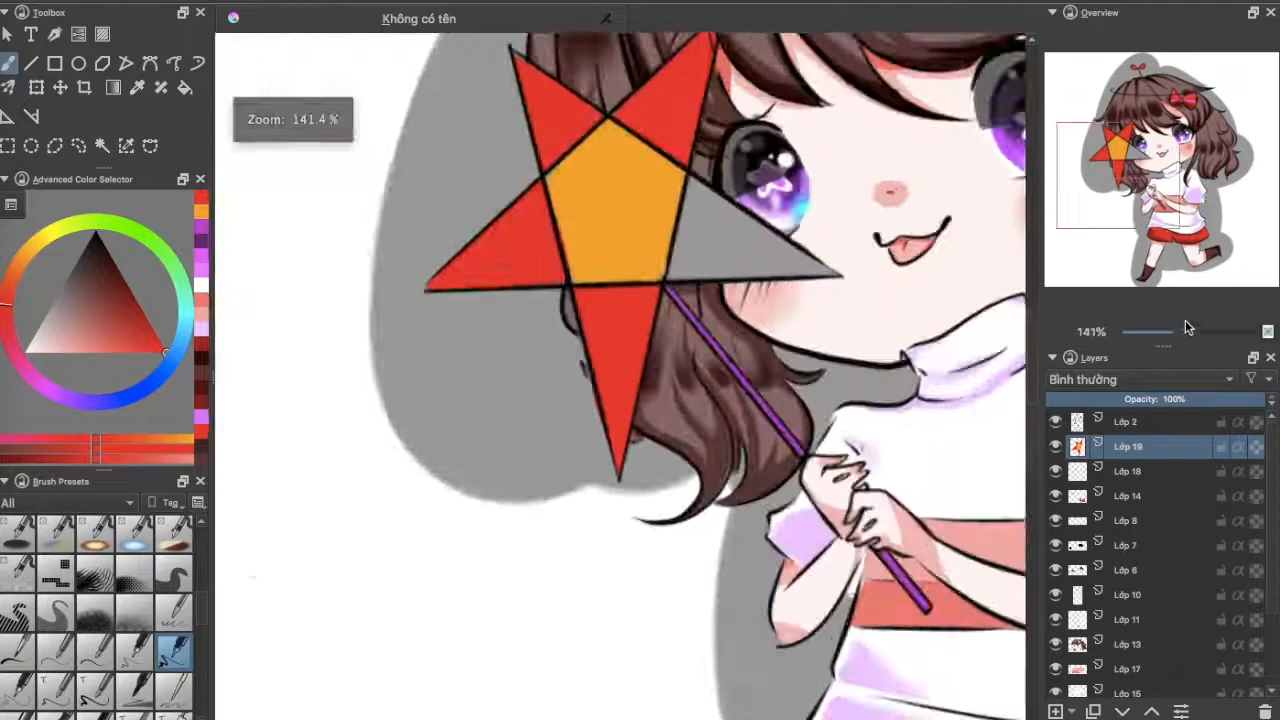 Toolbox
Không có tên
Overview
Zoom: 141.4 %
Advanced Color Selector
141%
Layers
Bình thường
Opacity: 100%
Lớp 2
Lớp 19
Lớp 18
Lớp 14
Lớp 8
Lớp 7
Lớp 6
Lớp 10
Lớp 11
Lớp 13
Lớp 17
Lớp 15
Brush Presets
All
Tag